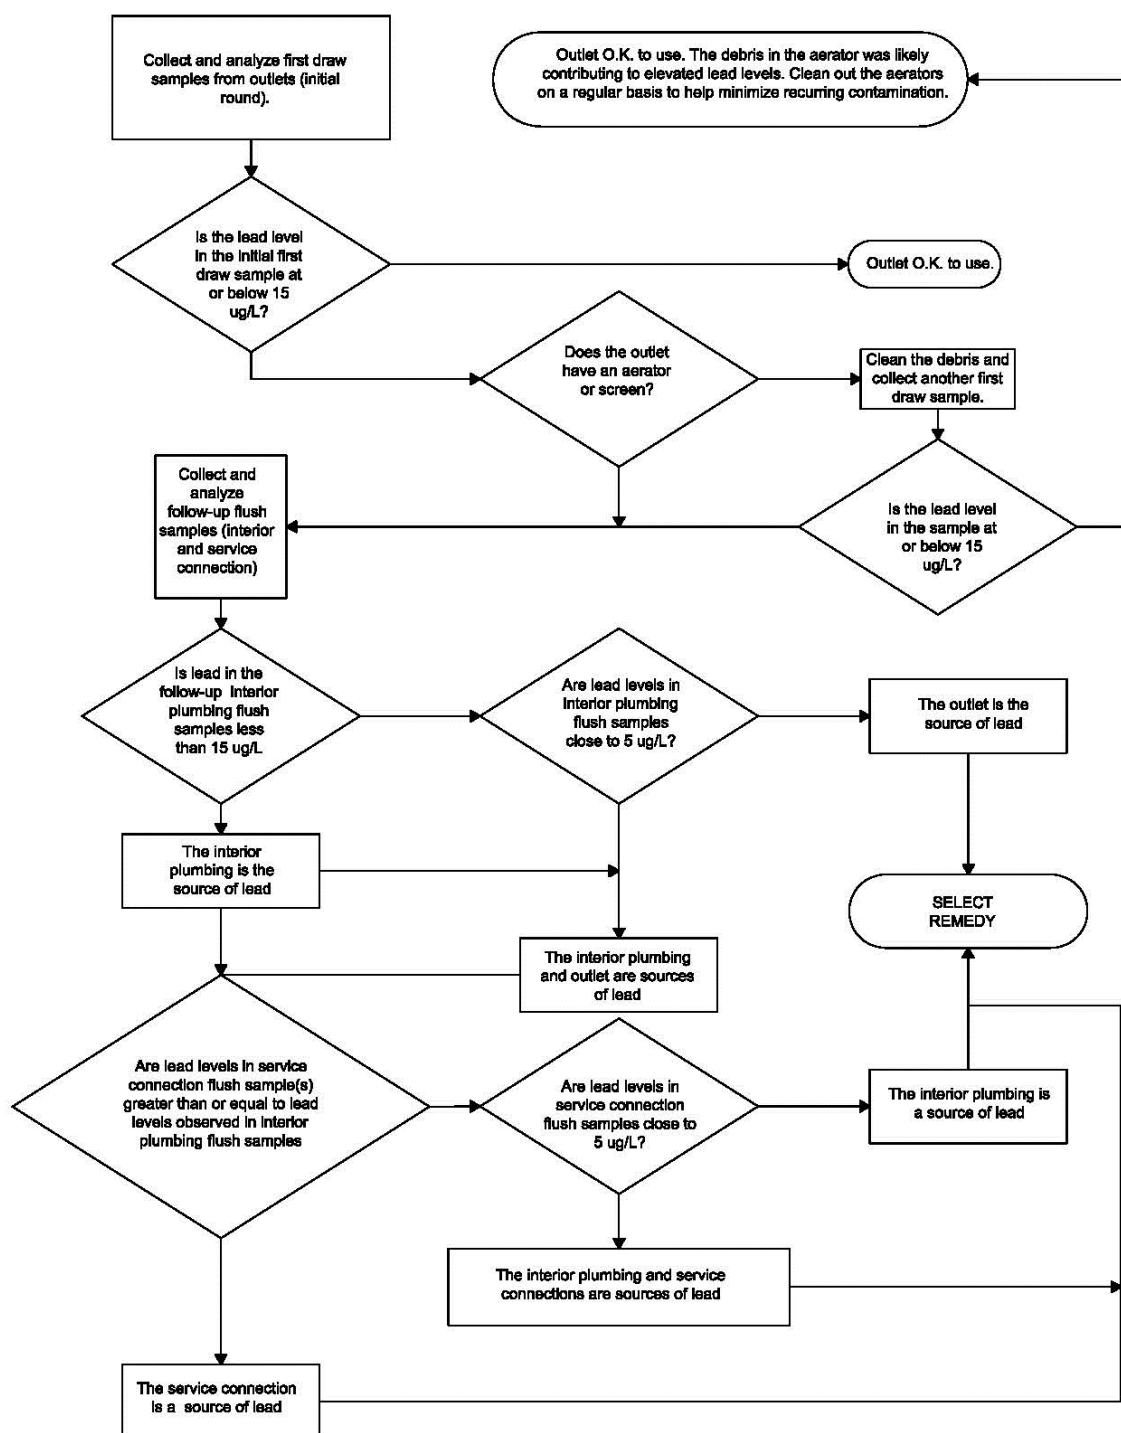 Collect and analyze first draw
samples from outlets (initial
round).
Outlet O.K. to use. The debris in the aerator was likely
contributing to elevated lead levels. Clean out the aerators
on a regular basis to help minimize recurring contamination.
Is the lead level
in the initial first
draw sample at
or below 15
ug/L?
Outlet O.K. to use.
Does the outlet
have an aerator
or screen?
Clean the debris and
collect another first
draw sample.
Collect and
analyze
follow-up flush
samples (interior
and service
connection)
Is the lead level
in the sample at
or below 15
ug/L?
Is lead in the
follow-up interior
plumbing flush
samples less
than 15 ug/L
Are lead levels in
interior plumbing
flush samples
close to 5 ug/L?
The outlet is the
source of lead
The interior
plumbing is the
source of lead
SELECT
REMEDY
The interior plumbing
and outlet are sources
of lead
Are lead levels in service
connection flush sample(s)
greater than or equal to lead
levels observed in interior
plumbing flush samples
Are lead levels in
service connection
flush samples close to
5 ug/L?
The interior plumbing is
a source of lead
The interior plumbing and service
connections are sources of lead
The service connection
is a source of lead